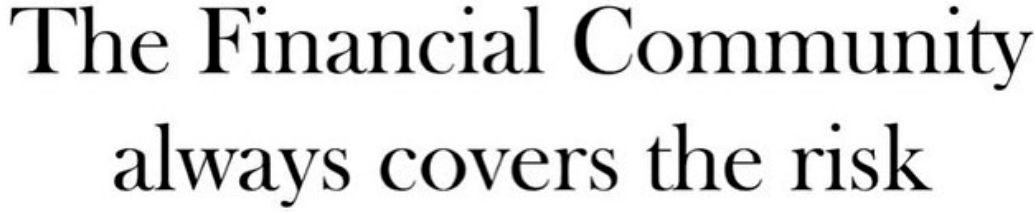 The Financial Community
always covers the risk